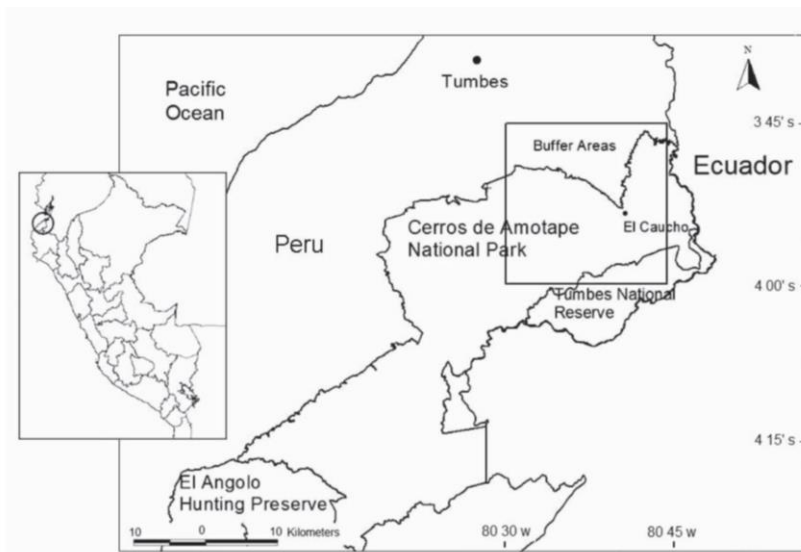 N
Tumbes
Pacific
Ocean
3 45' s
Buffer Areas
Ecuador
Cerros de Amotape
National Park
El Caucho
Peru
4 00' s
Tumbes National
Reserve
4 15' s
El Angolo
Hunting Preserve
10 0 10 Kilometers
80 30 w
80 45 w